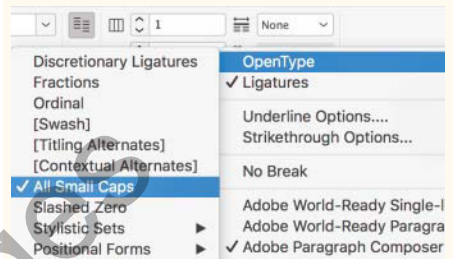 1 None
Discretionary Ligatures
Fractions
Ordinal
[Swash]
[Titling Alternates]
[Contextual Alternates]
✓ All Small Caps
Slashed Zero
Stylistic Sets ▶
Positional Forms ▶
OpenType
✓ Ligatures
Underline Options....
Strikethrough Options...
No Break
Adobe World-Ready Single-l
Adobe World-Ready Paragra
✓ Adobe Paragraph Composer